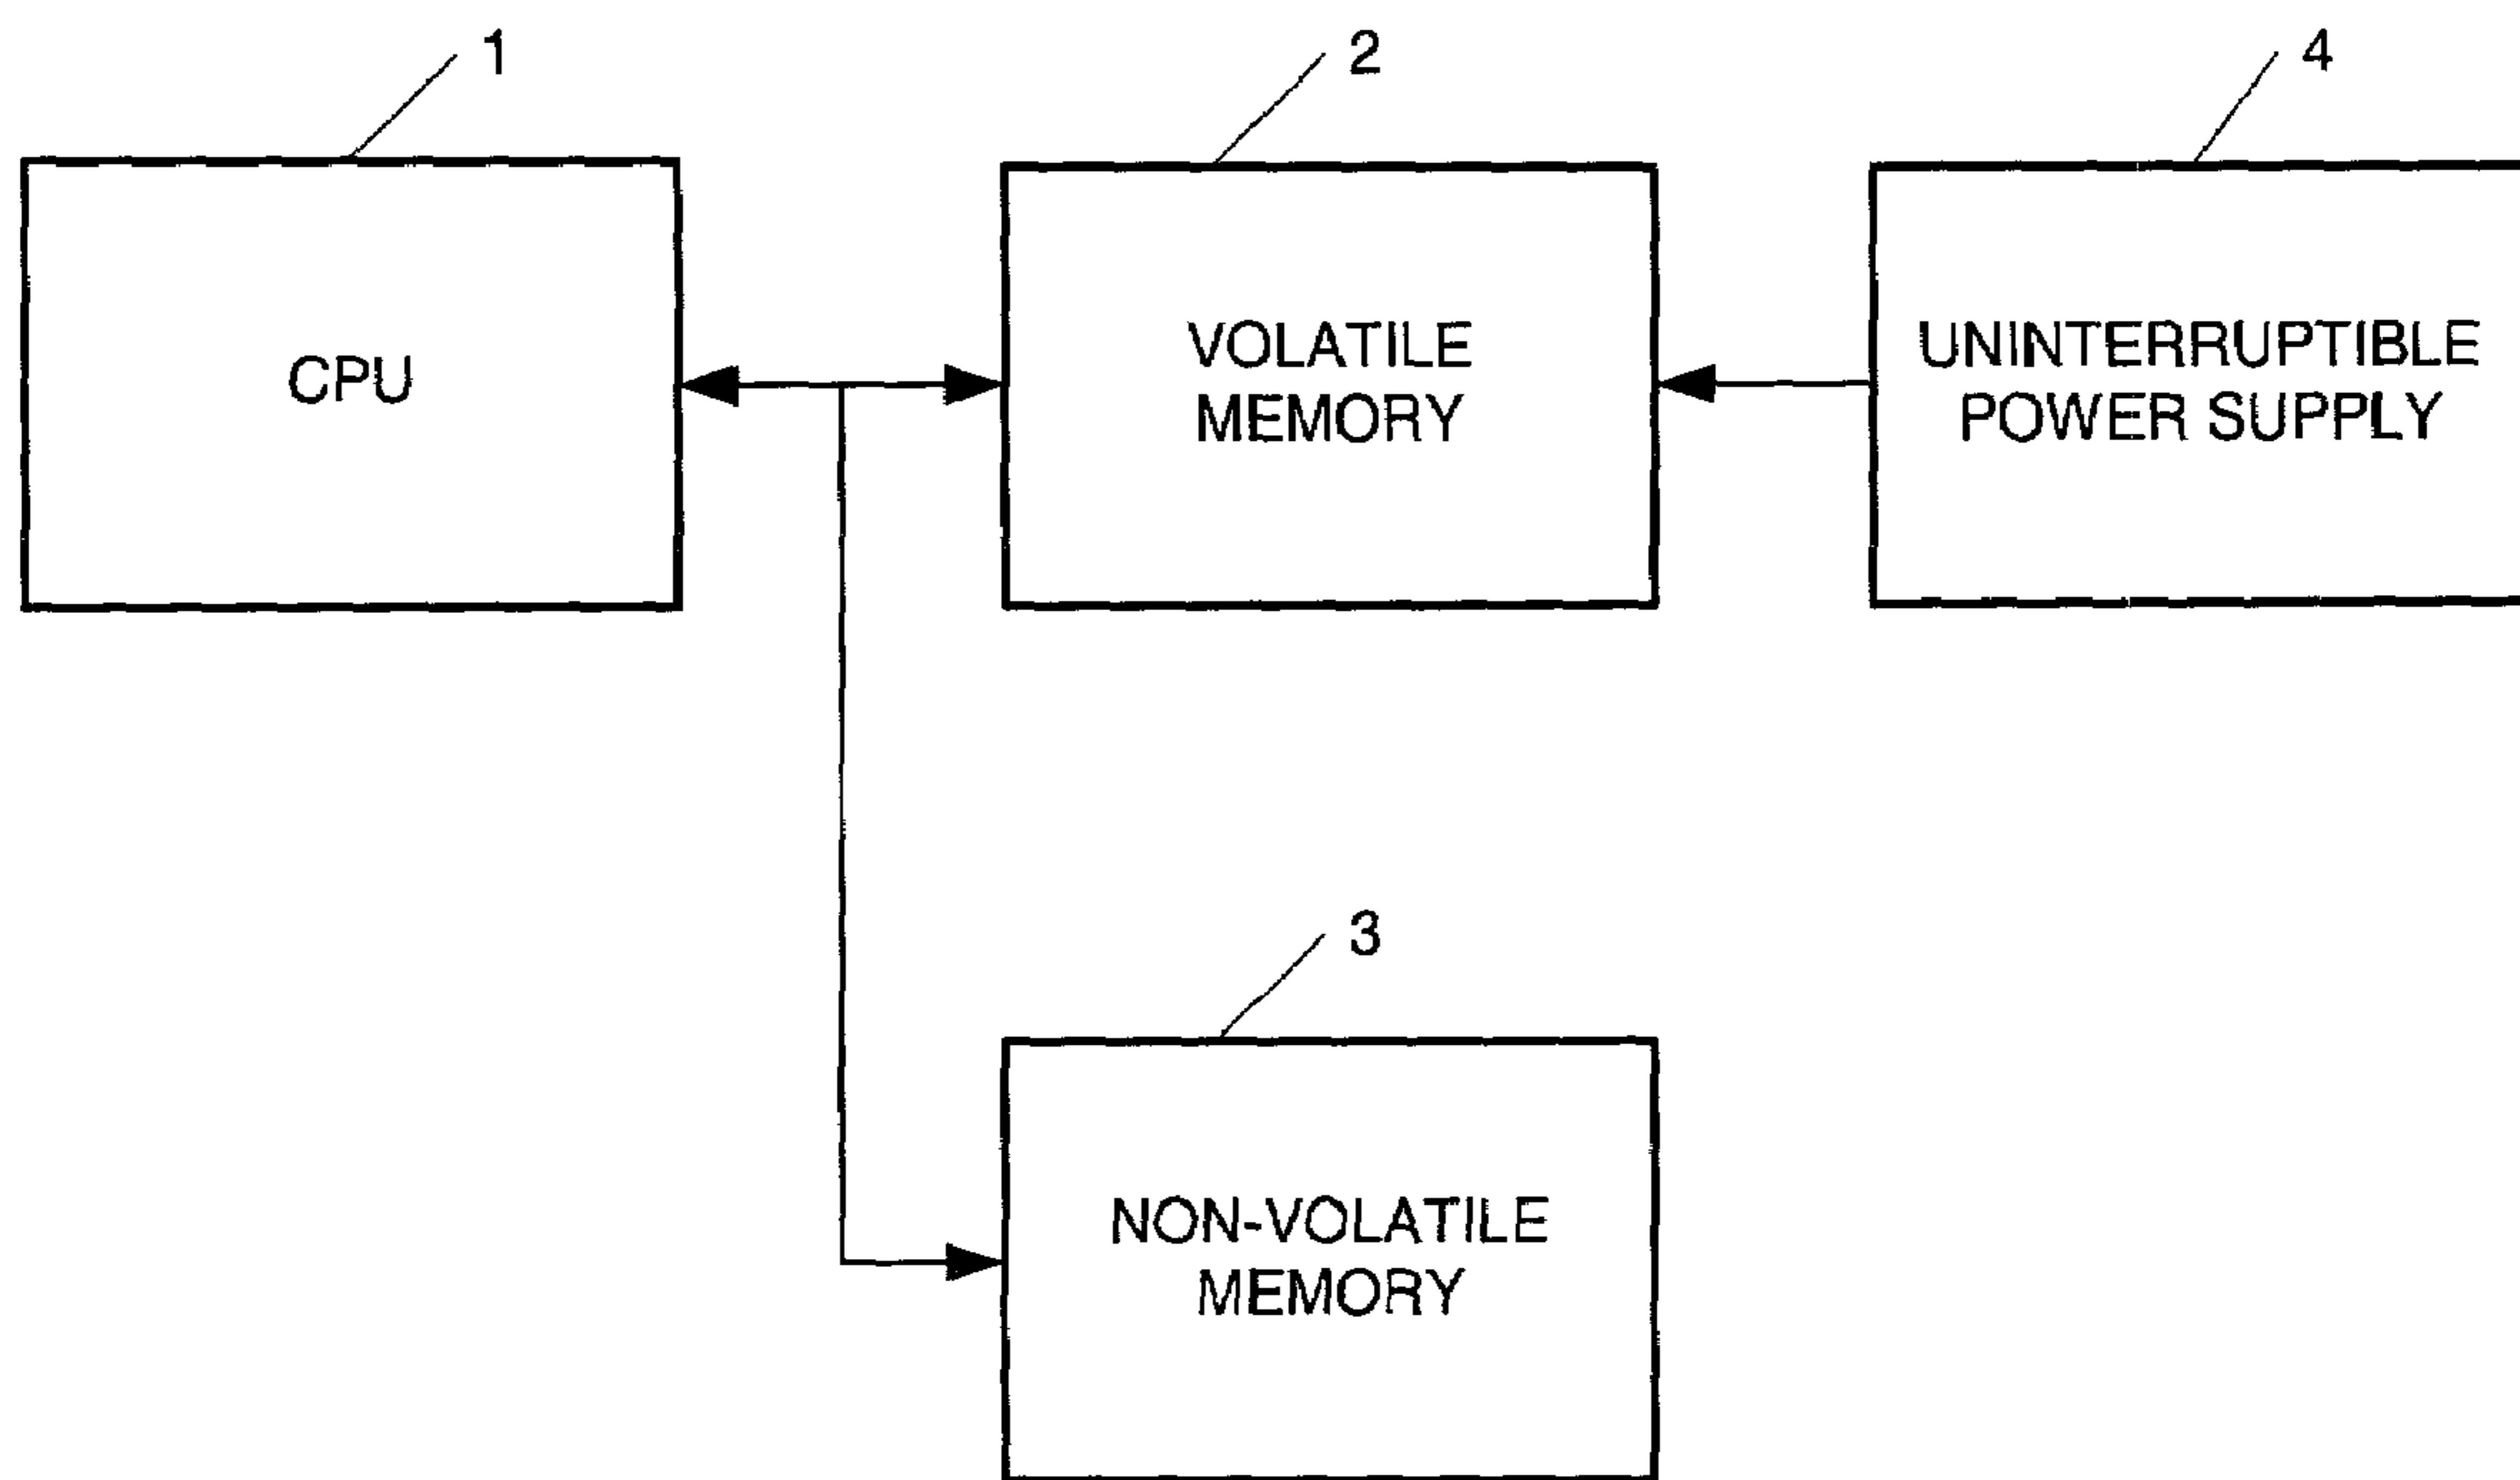 1
2
4
CPU
VOLATILE
MEMORY
UNINTERRUPTIBLE
POWER SUPPLY
3
NON-VOLATILE
MEMORY